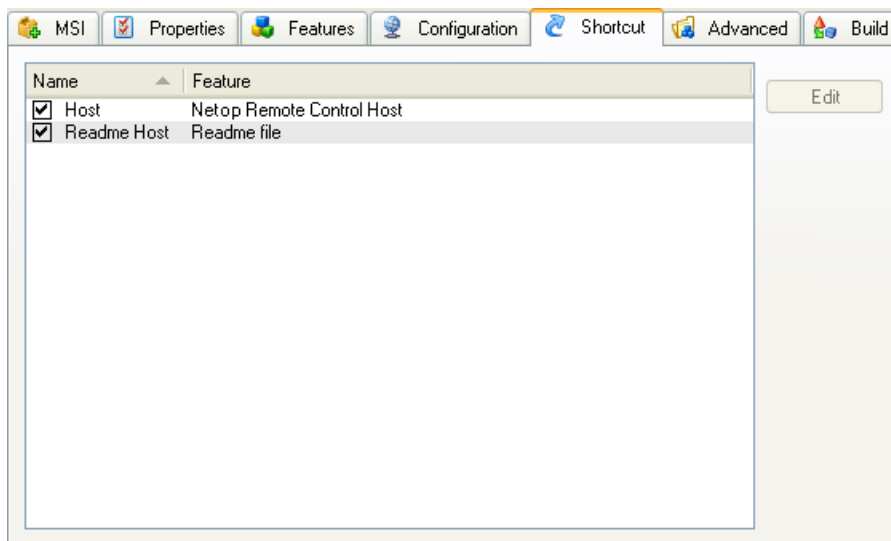 MSI Properties Features Configuration Shortcut Advanced Build
Name Feature
Edit
Host Netop Remote Control Host
Readme Host Readme file